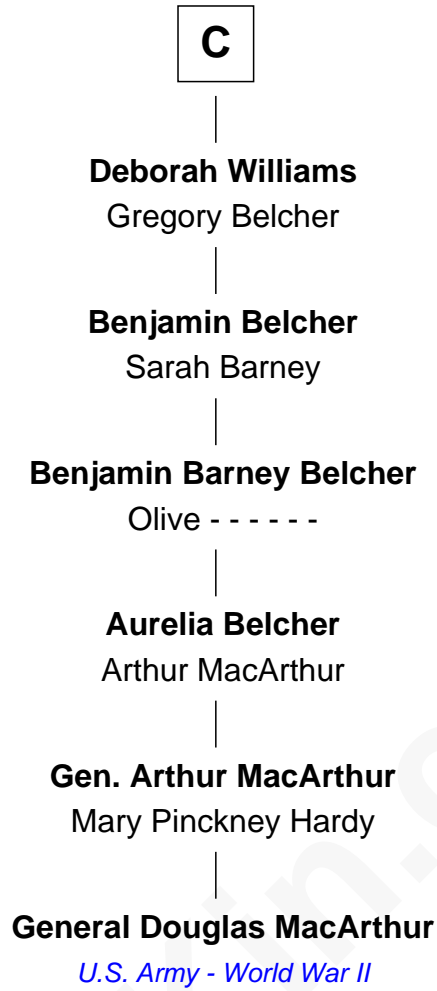 C
Deborah Williams
Gregory Belcher
Benjamin Belcher
Sarah Barney
Benjamin Barney Belcher
Olive - - - - - -
Aurelia Belcher
Arthur MacArthur
Gen. Arthur MacArthur
Mary Pinckney Hardy
General Douglas MacArthur
U.S. Army - World War II